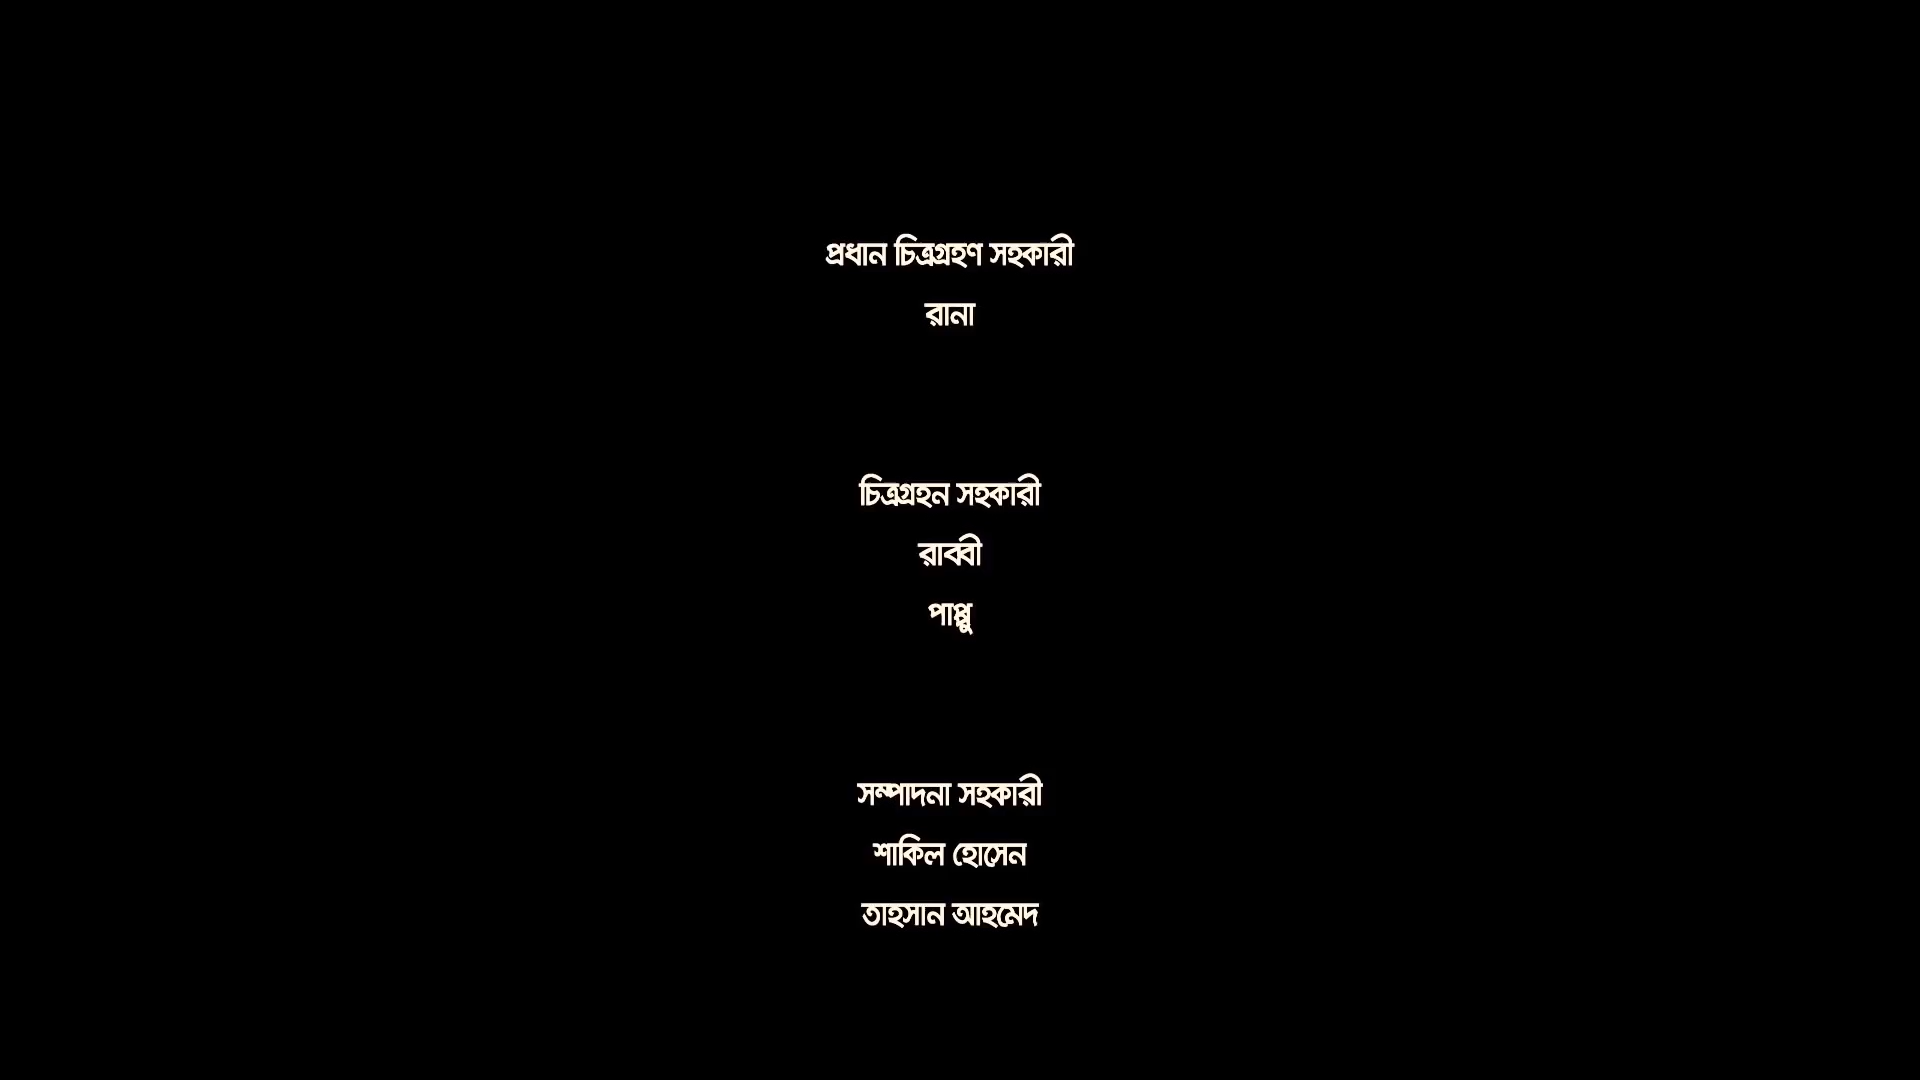 প্রধান চিত্রগ্রহণ সহকারী
রানা
চিত্রগ্রহন সহকারী
রাব্বী
পাপ্পু
সম্পাদনা সহকারী
শাকিল হোসেন
তাহসান আহমেদ